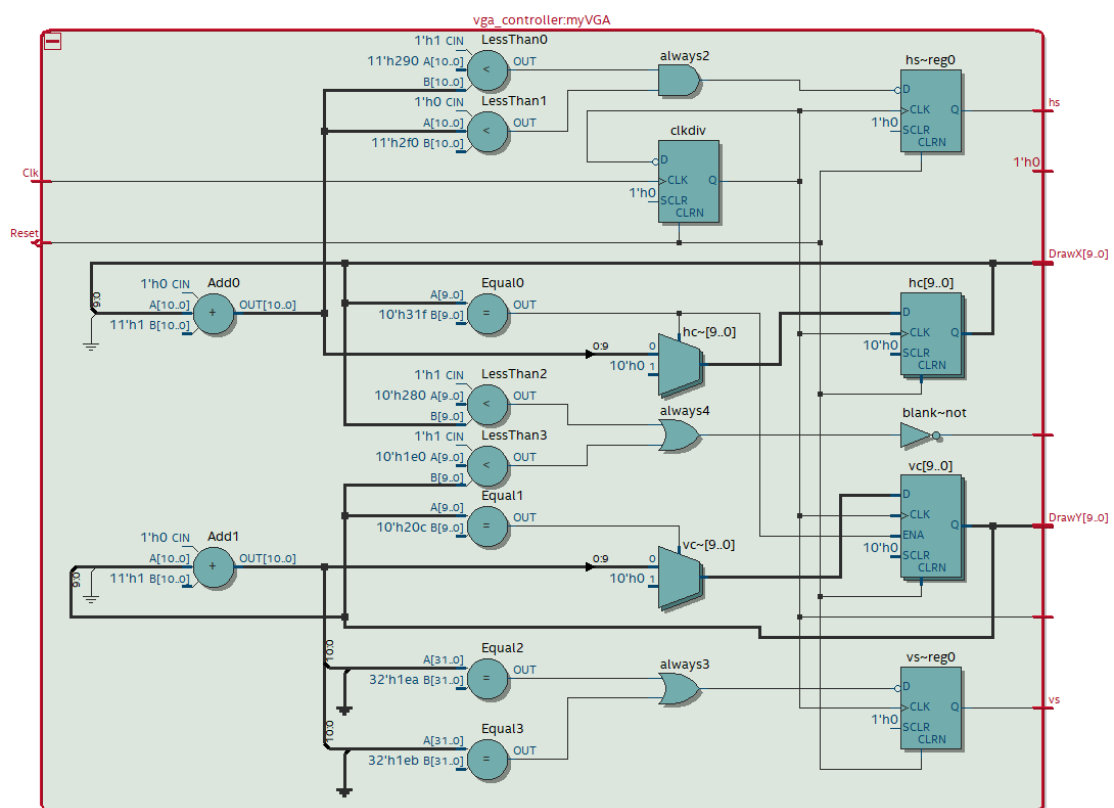 vga_controller:myVGA
1'h1 CIN
LessThan0
11'h290 A[10..0]
OUT
B[10..0]
always2
hs~reg0
1'h0 CIN
LessThan1
A[10..0]
OUT
11'h2f0 B[10..0]
D
CLK
Q
1'h0
SCLR
CLRN
hs
clkdiv
D
CLK
Q
1'h0
SCLR
CLRN
Clk
1'h0
Reset
DrawX[9..0]
9:0
1'h0 CIN
Add0
A[10..0]
OUT[10..0]
11'h1 B[10..0]
+
Equal0
A[9..0]
OUT
10'h31f B[9..0]
=
hc~[9..0]
0:9
0
10'h0
1
hc[9..0]
D
CLK
Q
10'h0
SCLR
CLRN
1'h1 CIN
LessThan2
10'h280 A[9..0]
OUT
B[9..0]
<
always4
blank~not
1'h1 CIN
LessThan3
10'h1e0 A[9..0]
OUT
B[9..0]
<
Equal1
A[9..0]
OUT
10'h20c B[9..0]
=
vc~[9..0]
0:9
0
10'h0
1
vc[9..0]
D
CLK
Q
ENA
10'h0
SCLR
CLRN
DrawY[9..0]
9:0
1'h0 CIN
Add1
A[10..0]
OUT[10..0]
11'h1 B[10..0]
+
10:0
Equal2
A[31..0]
OUT
32'h1ea B[31..0]
=
always3
vs~reg0
D
CLK
Q
1'h0
SCLR
CLRN
vs
10:0
Equal3
A[31..0]
OUT
32'h1eb B[31..0]
=